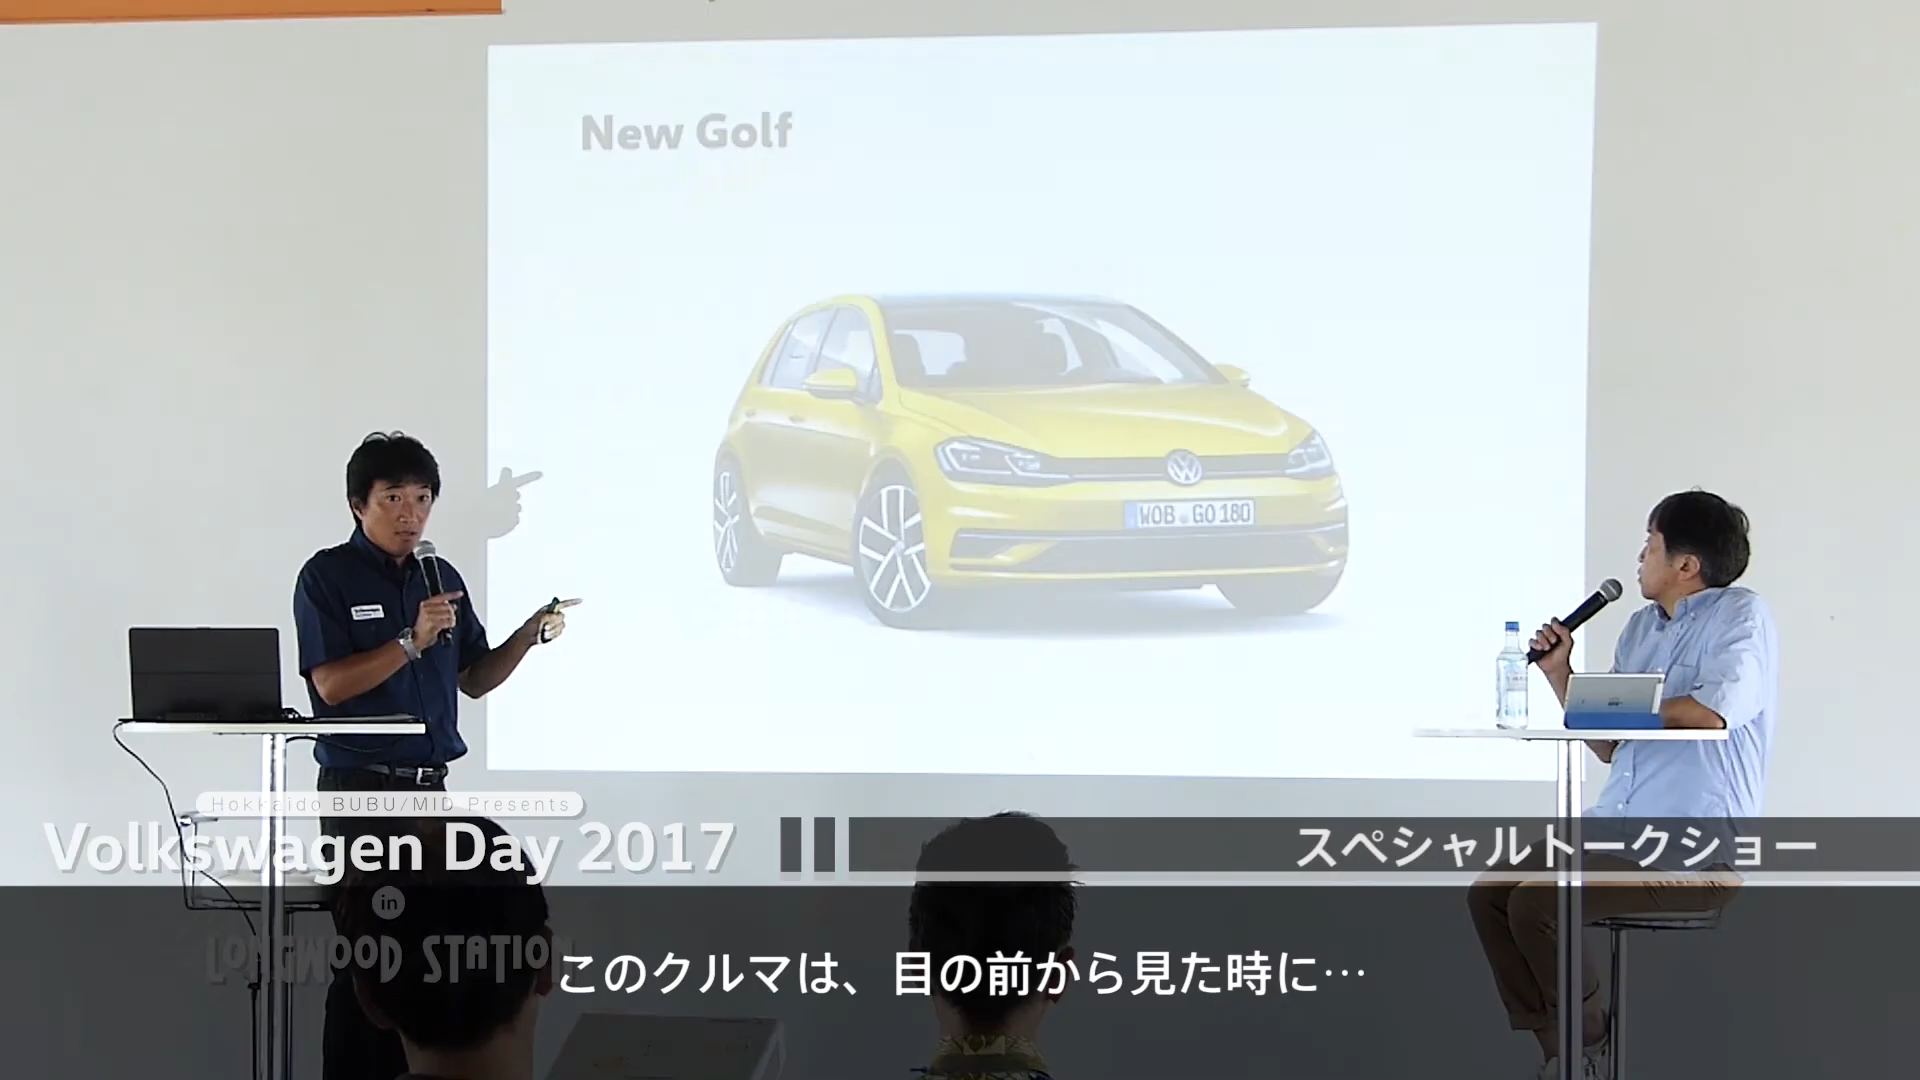 New Golf
WOB GO 180
Hokkaido BUBU/MID Presents
Volkswagen Day 2017
スペシャルトークショー
in
LONGWOOD STATION
このクルマは、目の前から見た時に…